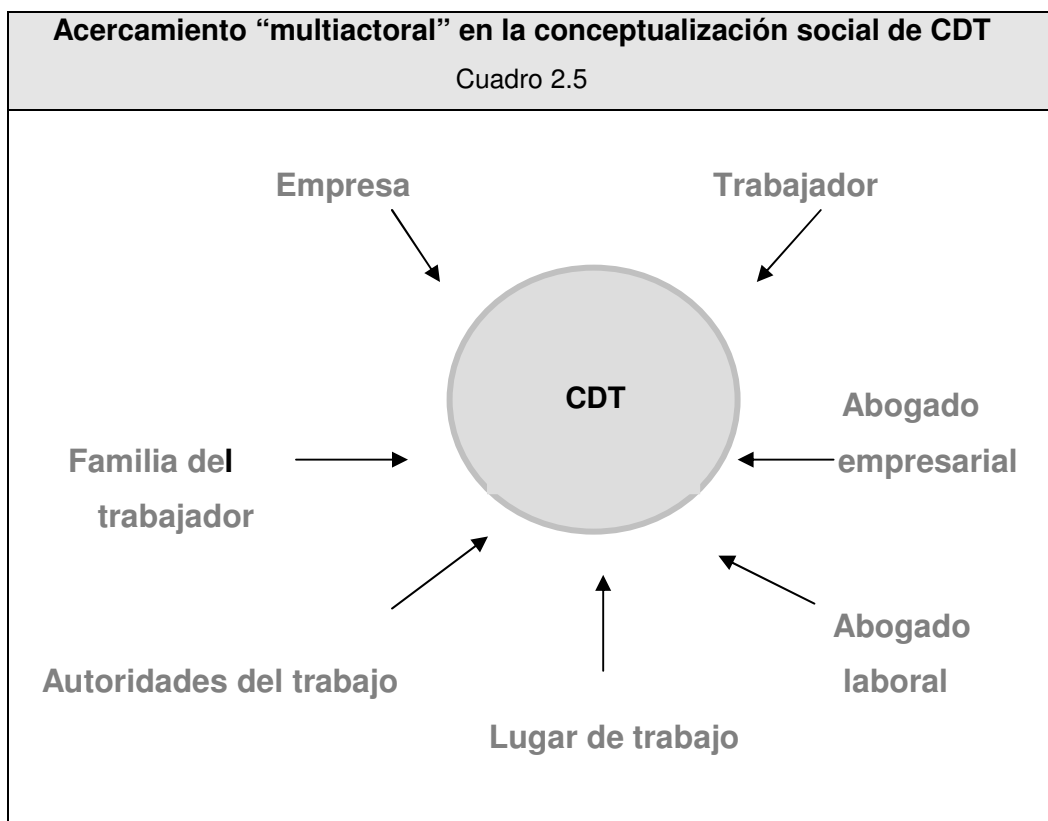 Acercamiento “multiactoral” en la conceptualización social de CDT
Cuadro 2.5
Empresa
Trabajador
CDT
Abogado
empresarial
Familia del
trabajador
Abogado
laboral
Autoridades del trabajo
Lugar de trabajo